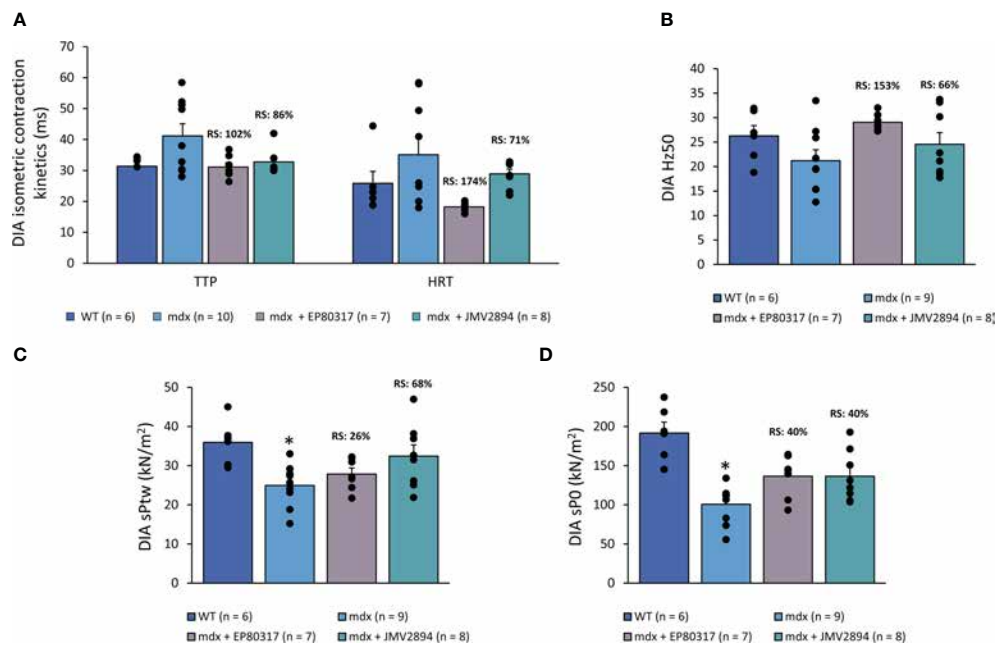 A
DIA isometric contraction
kinetics (ms)
70
60
50
40
30
20
10
0
RS: 102%
RS: 86%
RS: 174%
RS: 71%
TTP
HRT
WT (n = 6)
mdx (n = 10)
mdx + EP80317 (n = 7)
mdx + JMV2894 (n = 8)
B
DIA Hz50
40
35
30
25
20
15
10
5
0
RS: 153%
RS: 66%
WT (n = 6)
mdx (n = 9)
mdx + EP80317 (n = 7)
mdx + JMV2894 (n = 8)
C
DIA sPtw (kN/m²)
50
40
30
20
10
0
*
RS: 26%
RS: 68%
WT (n = 6)
mdx (n = 9)
mdx + EP80317 (n = 7)
mdx + JMV2894 (n = 8)
D
DIA sP0 (kN/m²)
250
200
150
100
50
0
*
RS: 40%
RS: 40%
WT (n = 6)
mdx (n = 9)
mdx + EP80317 (n = 7)
mdx + JMV2894 (n = 8)